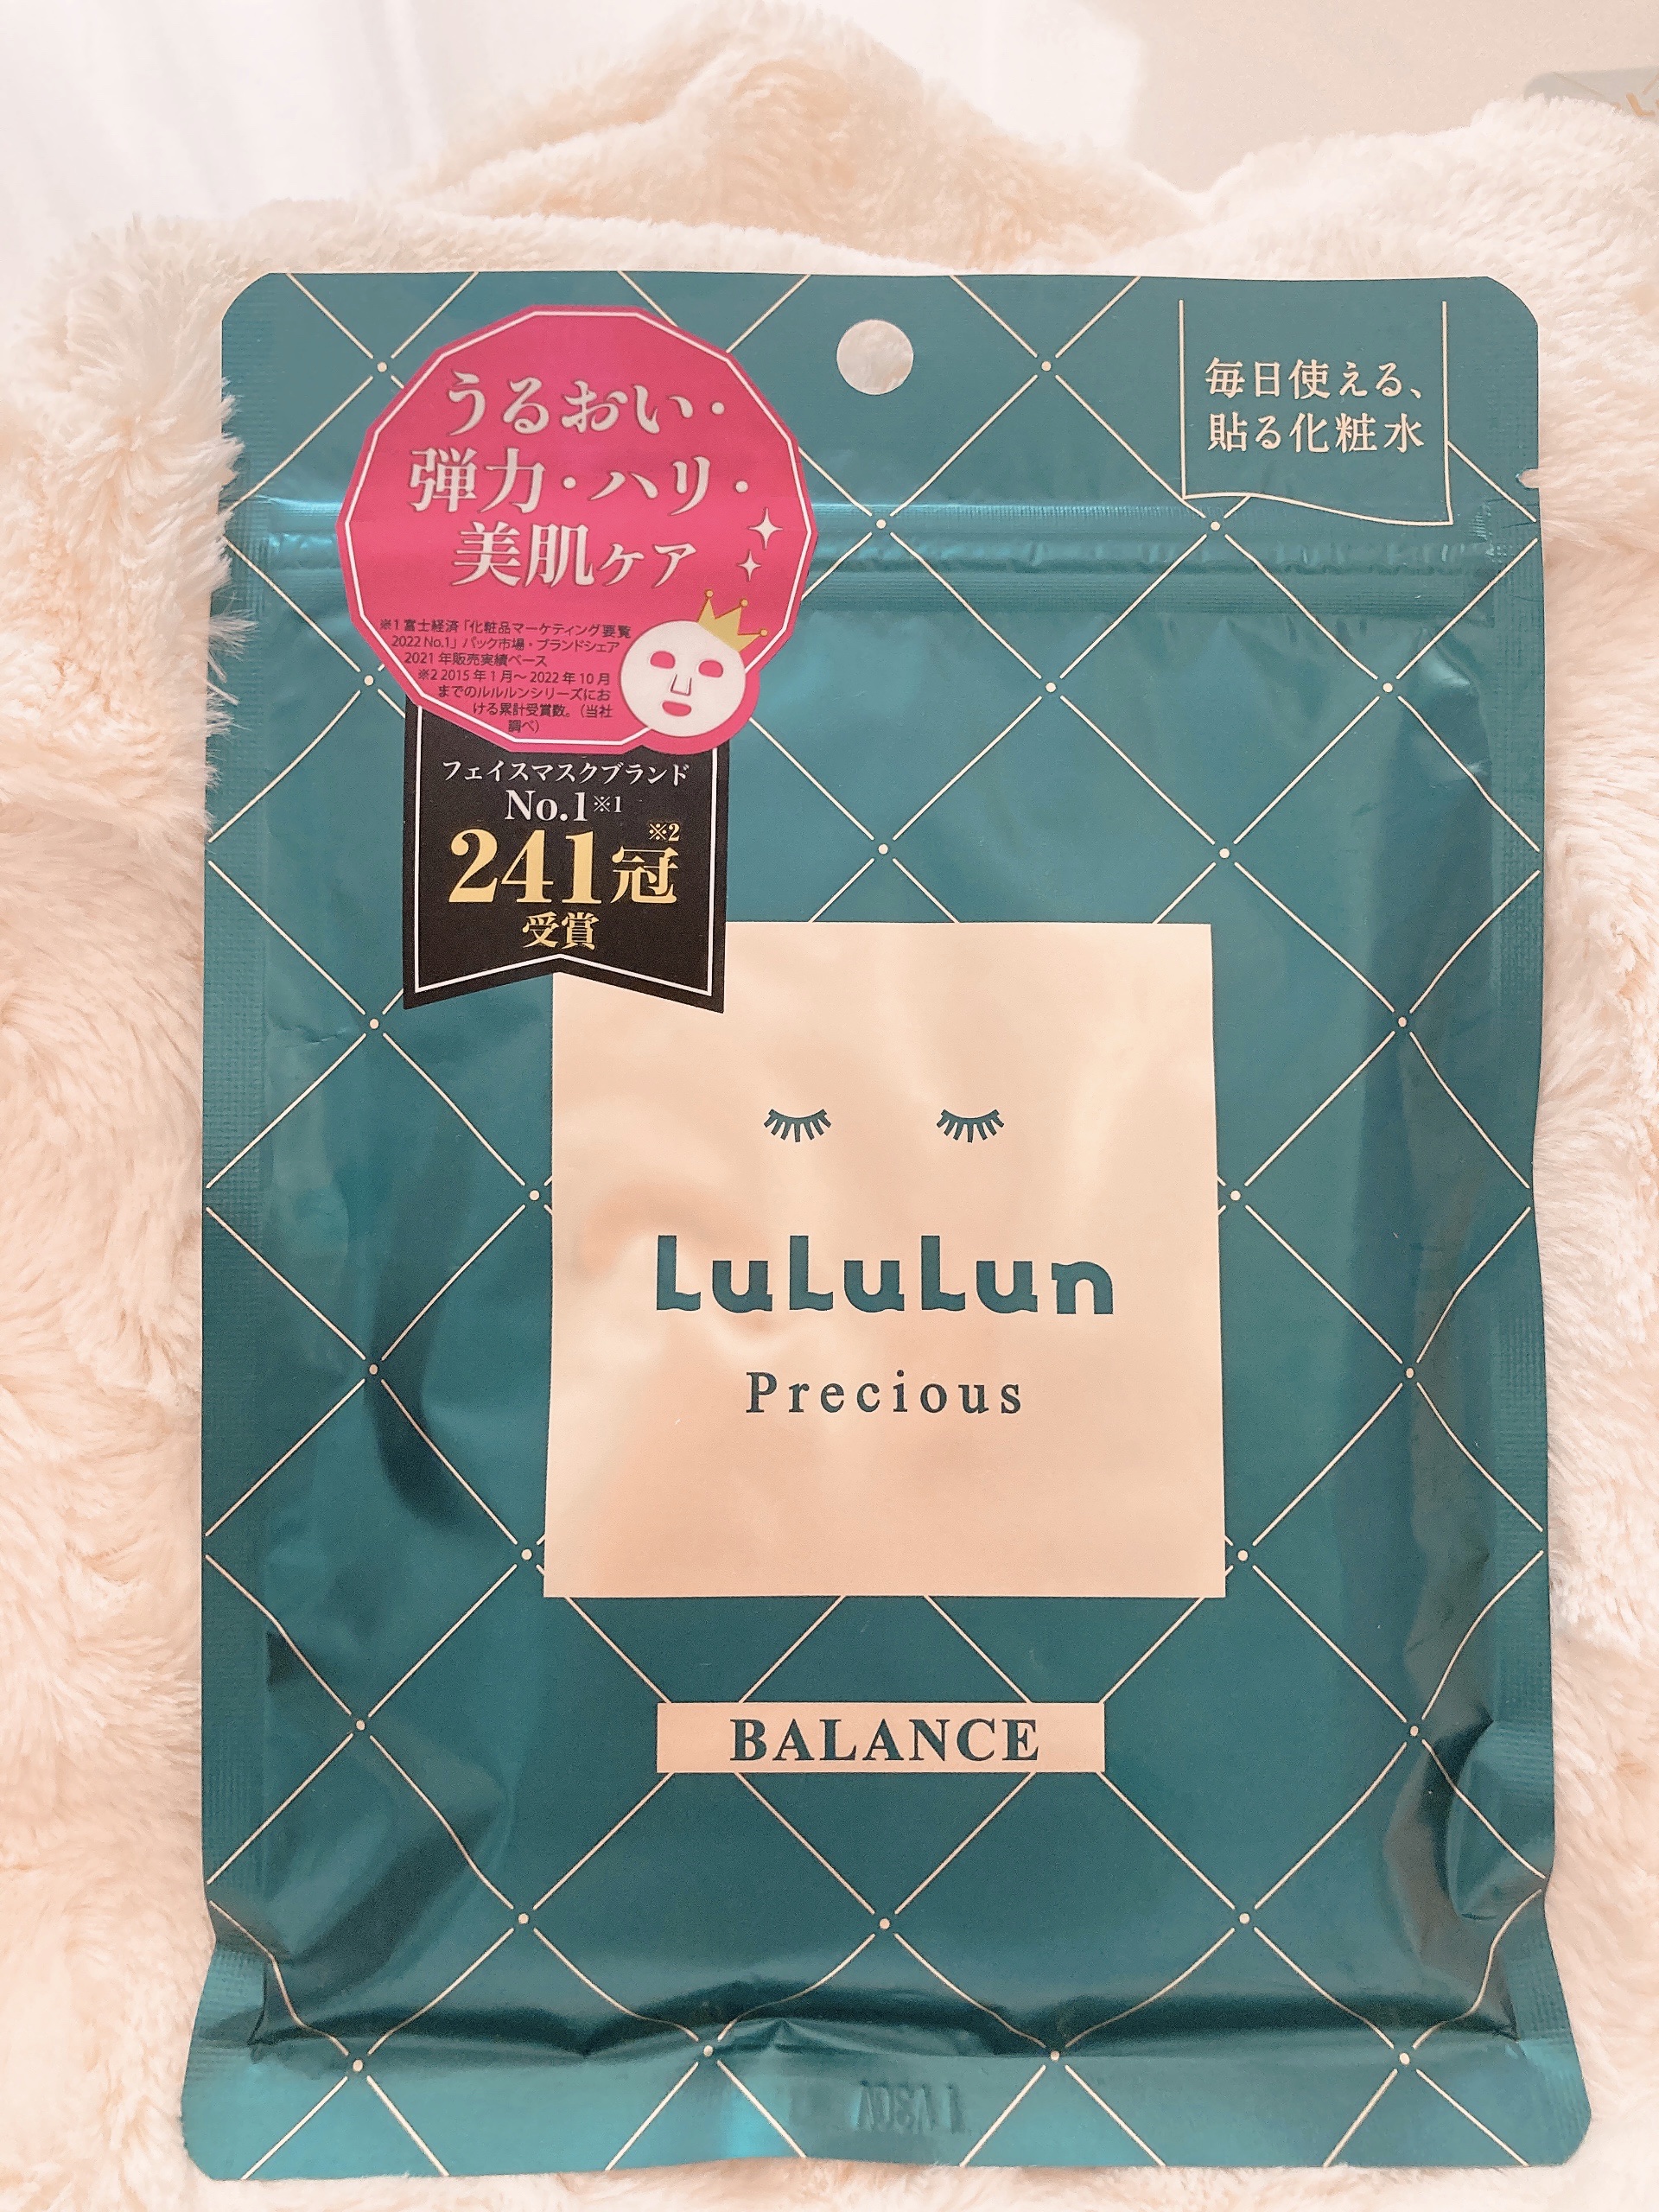 うるおい・
弾力・ハリ・
美肌ケア
※1 富士経済「化粧品マーケティング要覧
2022 No.1」パック市場・ブランドシェア
2021 年販売実績ベース
※2 2015 年 1 月〜 2022 年 10 月
までのルルルンシリーズにお
ける累計受賞数。（当社
調べ）
フェイスマスクブランド
No.1※1
241冠※2
受賞
毎日使える、
貼る化粧水
LuLuLun
Precious
BALANCE